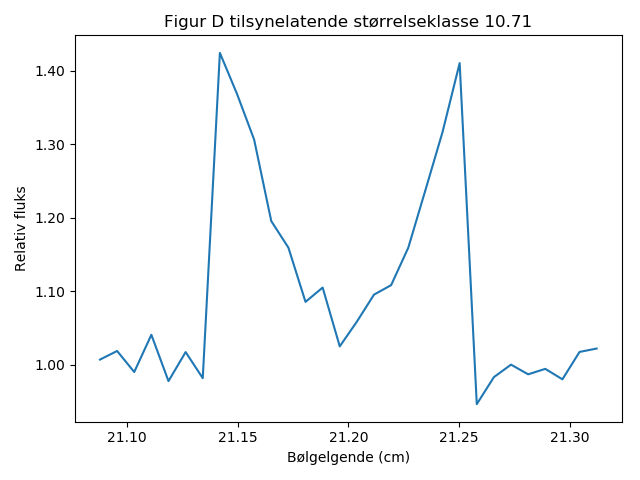 Figur D tilsynelatende størrelseklasse 10.71
1.40
1.30
1.20
1.10
1.00
Relativ fluks
21.10 21.15 21.20 21.25 21.30
Bølgelgende (cm)